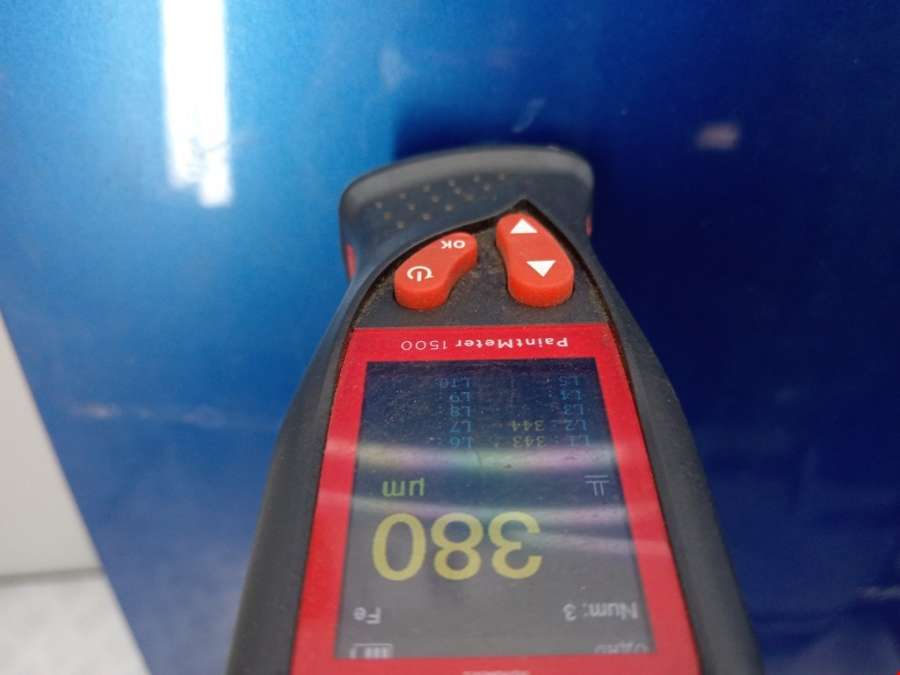 Одно
Num: 3 Fe
380
μm
L1: 343 L6:
L2: 344 L7:
L3: L8:
L4: L9:
L5: L10:
PaintMeter 1500
OK